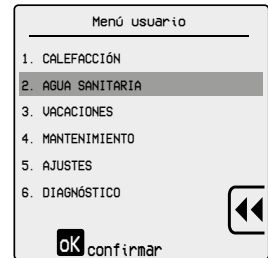 Menú usuario
1. CALEFACCIÓN
2. AGUA SANITARIA
3. VACACIONES
4. MANTENIMIENTO
5. AJUSTES
6. DIAGNÓSTICO
OK confirmar